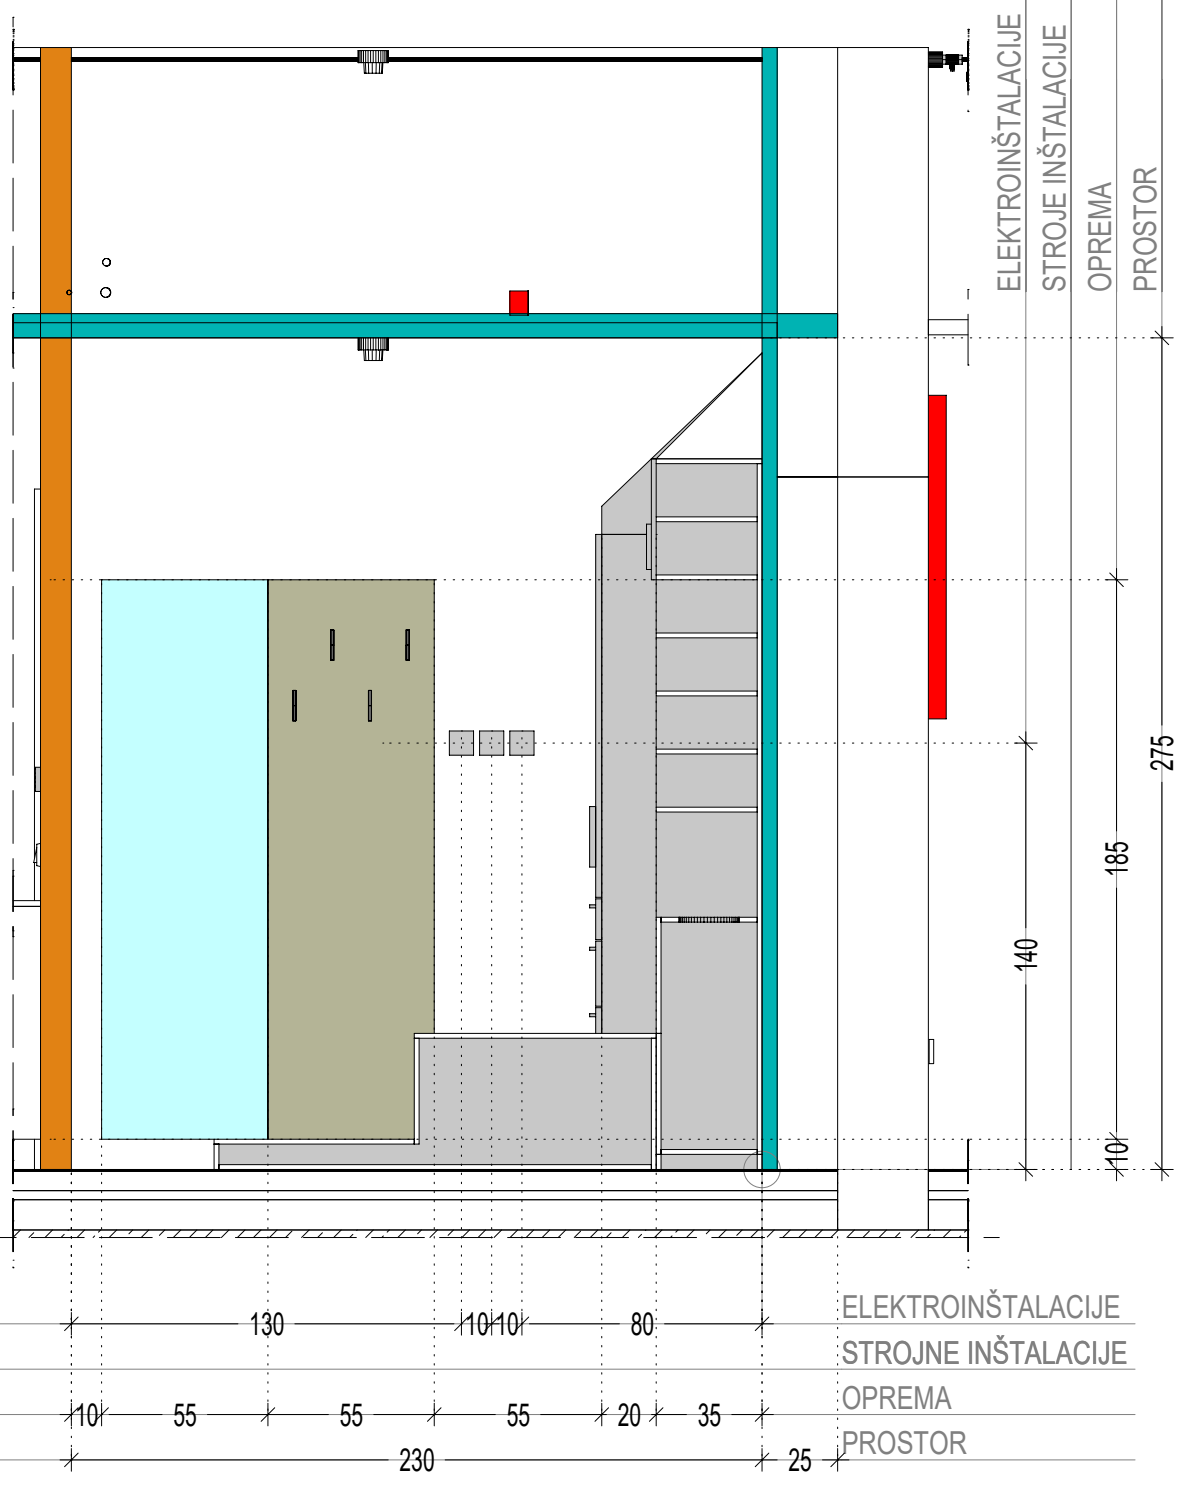 ELEKTROINŠTALACIJE
STROJE INŠTALACIJE
OPREMA
PROSTOR
275
185
140
10
130 10 10 80 ELEKTROINŠTALACIJE
STROJNE INŠTALACIJE
10 55 55 55 20 35 OPREMA
230 25 PROSTOR